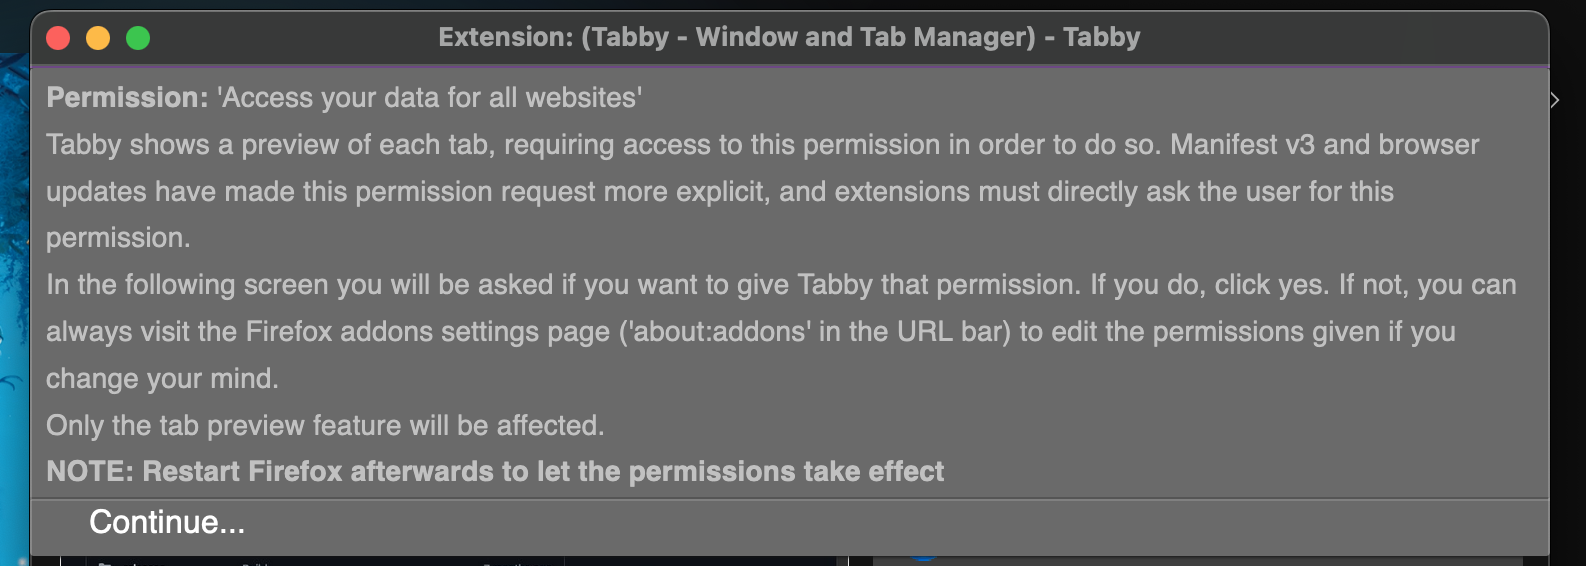 Extension: (Tabby - Window and Tab Manager) - Tabby
Permission: 'Access your data for all websites'
Tabby shows a preview of each tab, requiring access to this permission in order to do so. Manifest v3 and browser
updates have made this permission request more explicit, and extensions must directly ask the user for this
permission.
In the following screen you will be asked if you want to give Tabby that permission. If you do, click yes. If not, you can
always visit the Firefox addons settings page ('about:addons' in the URL bar) to edit the permissions given if you
change your mind.
Only the tab preview feature will be affected.
NOTE: Restart Firefox afterwards to let the permissions take effect
Continue...